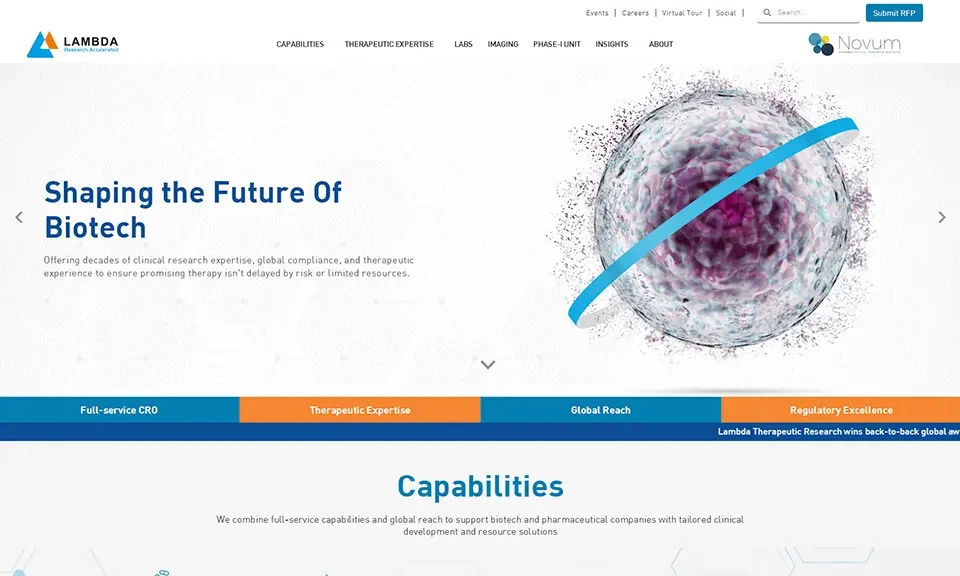 Events | Careers | Virtual Tour | Social |
Search...
Submit RFP
LAMBDA
Research Accelerated
CAPABILITIES THERAPEUTIC EXPERTISE LABS IMAGING PHASE-I UNIT INSIGHTS ABOUT
Novum
PHARMACEUTICAL RESEARCH SERVICES
Shaping the Future Of
Biotech
Offering decades of clinical research expertise, global compliance, and therapeutic
experience to ensure promising therapy isn't delayed by risk or limited resources.
Full-service CRO
Therapeutic Expertise
Global Reach
Regulatory Excellence
Lambda Therapeutic Research wins back-to-back global aw
Capabilities
We combine full-service capabilities and global reach to support biotech and pharmaceutical companies with tailored clinical
development and resource solutions